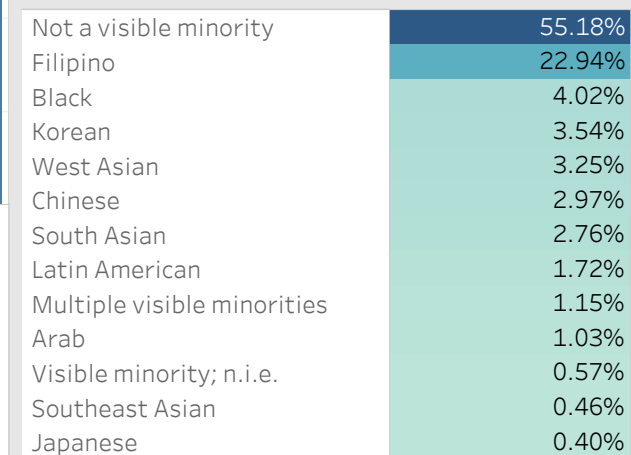 Not a visible minority 55.18%
Filipino 22.94%
Black 4.02%
Korean 3.54%
West Asian 3.25%
Chinese 2.97%
South Asian 2.76%
Latin American 1.72%
Multiple visible minorities 1.15%
Arab 1.03%
Visible minority; n.i.e. 0.57%
Southeast Asian 0.46%
Japanese 0.40%